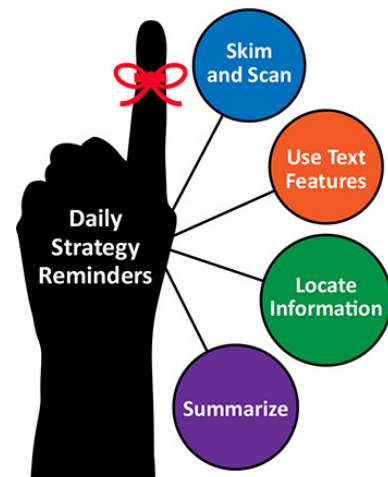 Daily
Strategy
Reminders
Skim
and Scan
Use Text
Features
Locate
Information
Summarize